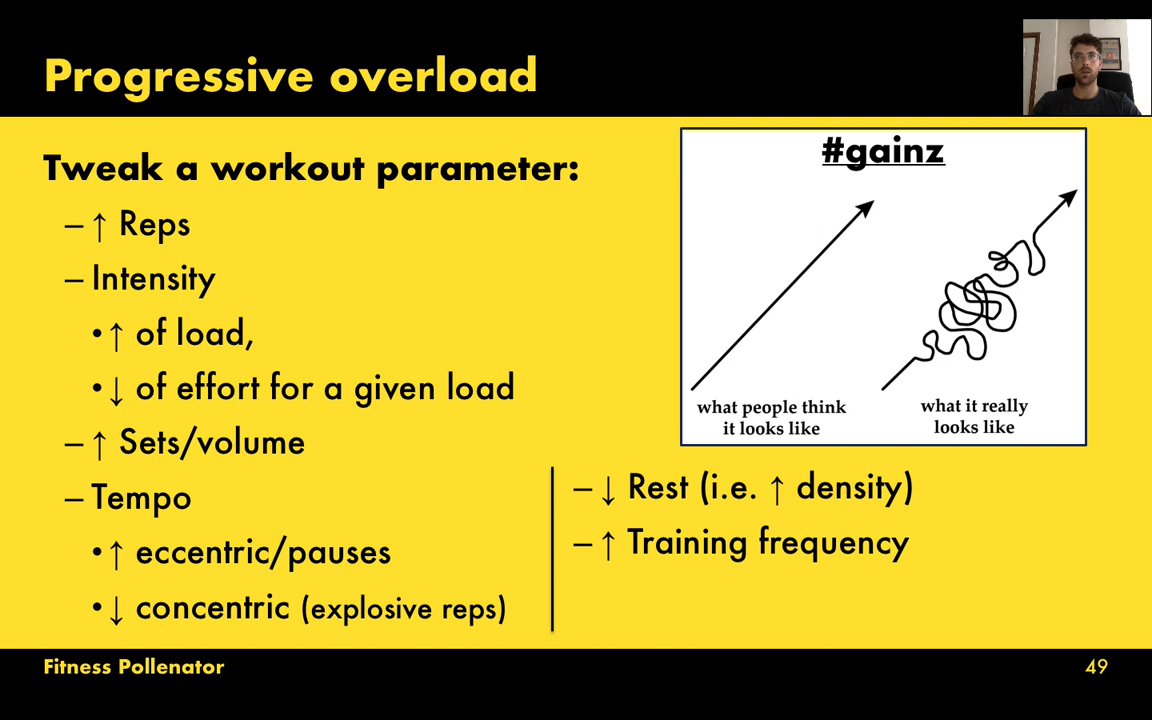 Progressive overload
Tweak a workout parameter:
– ↑ Reps
– Intensity
• ↑ of load,
• ↓ of effort for a given load
– ↑ Sets/volume
– Tempo
• ↑ eccentric/pauses
• ↓ concentric (explosive reps)
#gainz
what people think
it looks like
what it really
looks like
– ↓ Rest (i.e. ↑ density)
– ↑ Training frequency
Fitness Pollenator
49